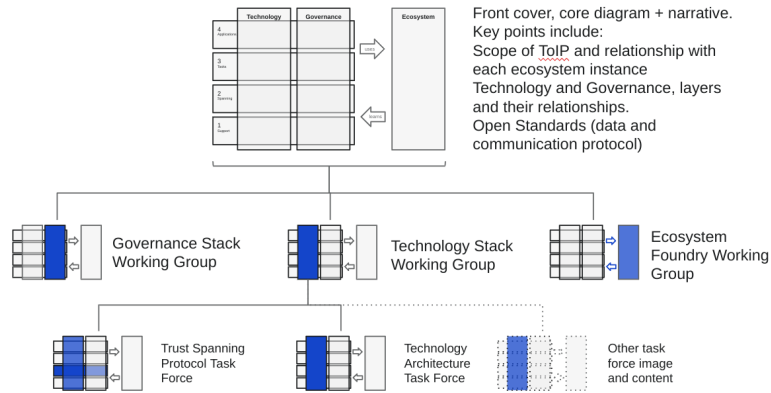 Technology
Governance
Ecosystem
4
Applications
3
Tasks
2
Spanning
1
Support
uses
Front cover, core diagram + narrative.
Key points include:
Scope of ToIP and relationship with
each ecosystem instance
Technology and Governance, layers
and their relationships.
Open Standards (data and
communication protocol)
Governance Stack
Working Group
Technology Stack
Working Group
Ecosystem
Foundry Working
Group
Trust Spanning
Protocol Task
Force
Technology
Architecture
Task Force
Other task
force image
and content